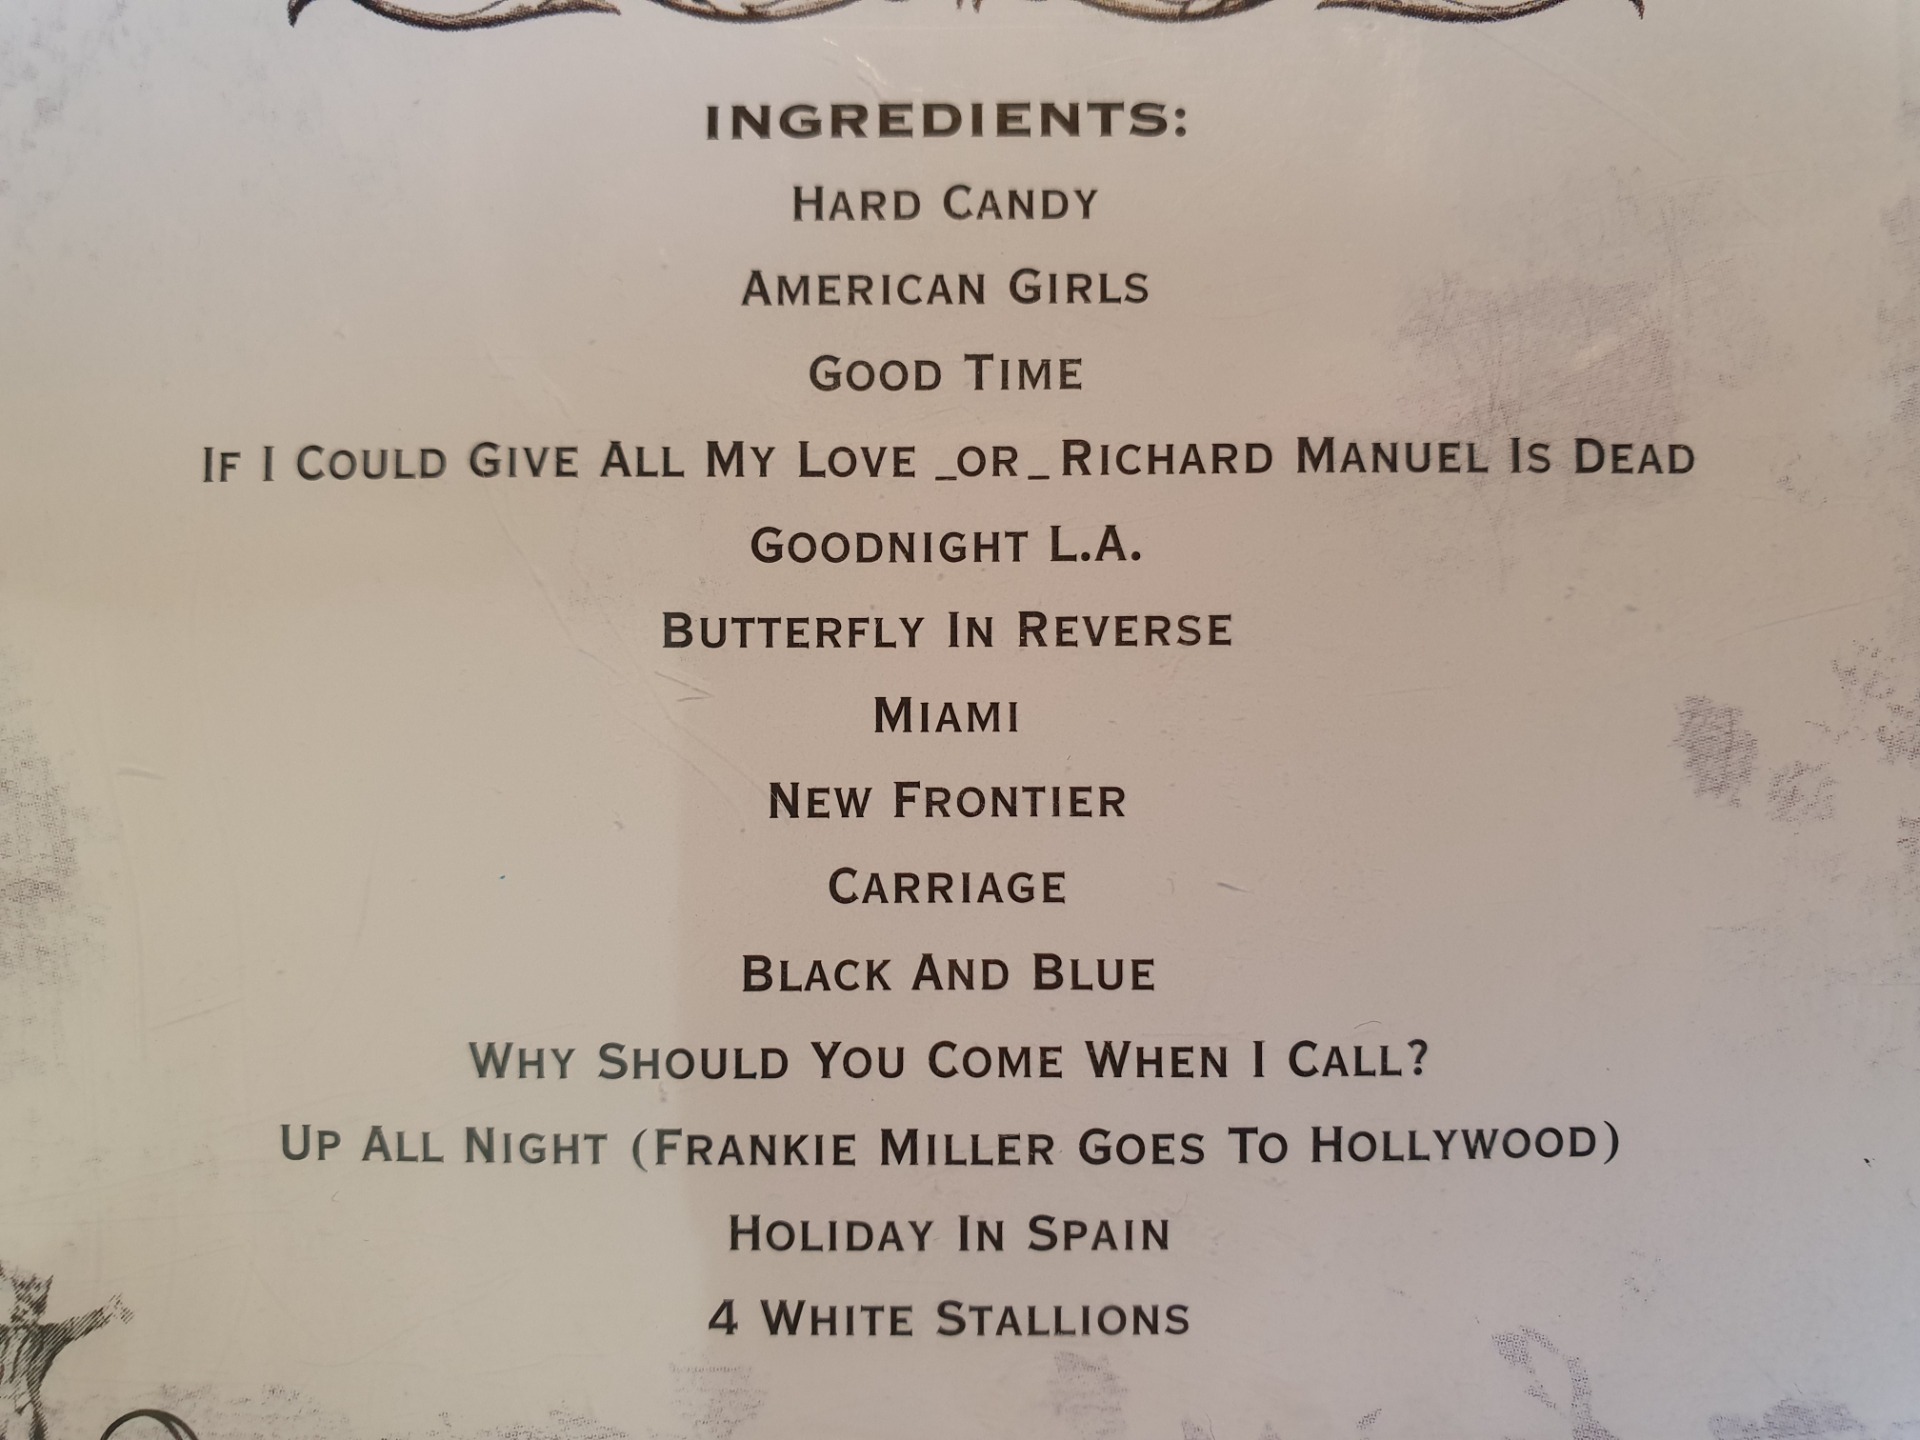 INGREDIENTS:
HARD CANDY
AMERICAN GIRLS
GOOD TIME
IF I COULD GIVE ALL MY LOVE _OR_ RICHARD MANUEL IS DEAD
GOODNIGHT L.A.
BUTTERFLY IN REVERSE
MIAMI
NEW FRONTIER
CARRIAGE
BLACK AND BLUE
WHY SHOULD YOU COME WHEN I CALL?
UP ALL NIGHT (FRANKIE MILLER GOES TO HOLLYWOOD)
HOLIDAY IN SPAIN
4 WHITE STALLIONS